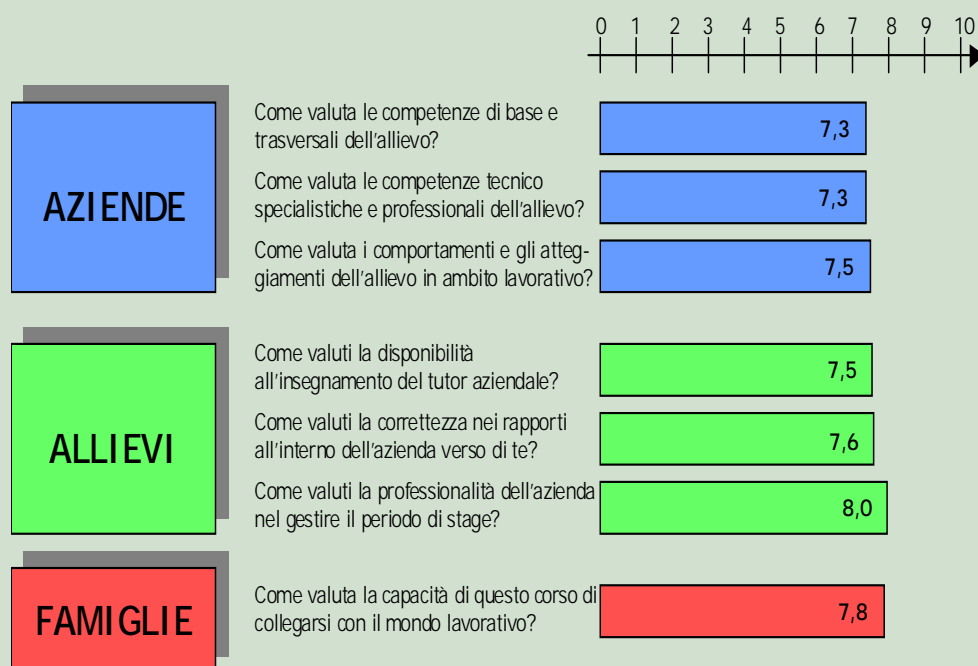 0 1 2 3 4 5 6 7 8 9 10
AZIENDE
Come valuta le competenze di base e
trasversali dell'allievo?
7,3
Come valuta le competenze tecnico
specialistiche e professionali dell'allievo?
7,3
Come valuta i comportamenti e gli atteg-
giamenti dell'allievo in ambito lavorativo?
7,5
ALLIEVI
Come valuti la disponibilità
all'insegnamento del tutor aziendale?
7,5
Come valuti la correttezza nei rapporti
all'interno dell'azienda verso di te?
7,6
Come valuti la professionalità dell'azienda
nel gestire il periodo di stage?
8,0
FAMIGLIE
Come valuta la capacità di questo corso di
collegarsi con il mondo lavorativo?
7,8